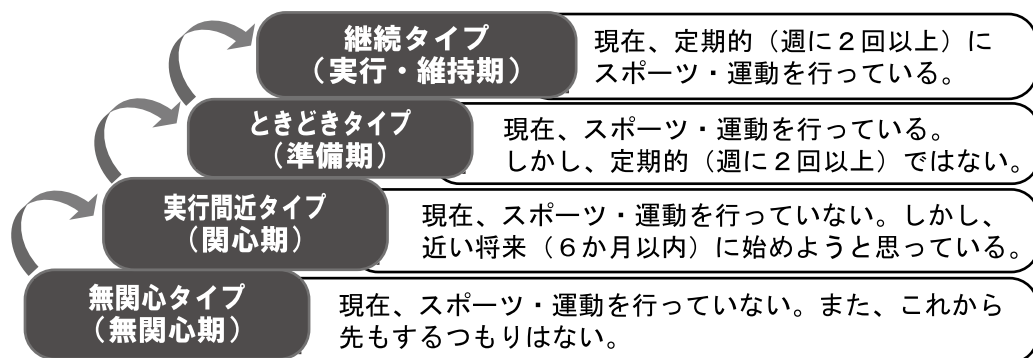 継続タイプ
（実行・維持期）
現在、定期的（週に２回以上）に
スポーツ・運動を行っている。
ときどきタイプ
（準備期）
現在、スポーツ・運動を行っている。
しかし、定期的（週に２回以上）ではない。
実行間近タイプ
（関心期）
現在、スポーツ・運動を行っていない。しかし、
近い将来（６か月以内）に始めようと思っている。
無関心タイプ
（無関心期）
現在、スポーツ・運動を行っていない。また、これから
先もするつもりはない。